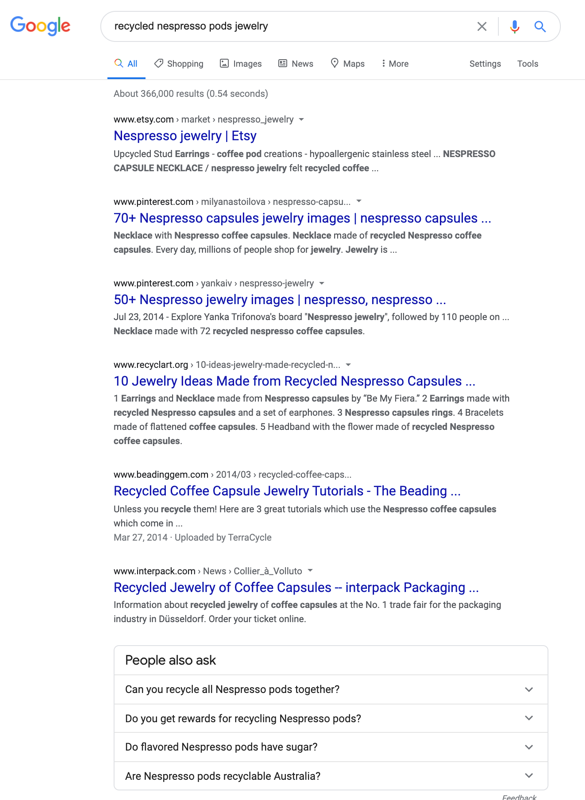 Google
recycled nespresso pods jewelry
All Shopping Images News Maps More Settings Tools
About 366,000 results (0.54 seconds)
www.etsy.com › market › nespresso_jewelry
Nespresso jewelry | Etsy
Upcycled Stud Earrings - coffee pod creations - hypoallergenic stainless steel ... NESPRESSO
CAPSULE NECKLACE / nespresso jewelry felt recycled coffee ...
www.pinterest.com › milyanastoilova › nespresso-capsu...
70+ Nespresso capsules jewelry images | nespresso capsules ...
Necklace with Nespresso coffee capsules. Necklace made of recycled Nespresso coffee
capsules. Every day, millions of people shop for jewelry. Jewelry is ...
www.pinterest.com › yankaiv › nespresso-jewelry
50+ Nespresso jewelry images | nespresso, nespresso ...
Jul 23, 2014 - Explore Yanka Trifonova's board "Nespresso jewelry", followed by 110 people on ...
Necklace made with 72 recycled nespresso coffee capsules.
www.recyclart.org › 10-ideas-jewelry-made-recycled-n...
10 Jewelry Ideas Made from Recycled Nespresso Capsules ...
1 Earrings and Necklace made from Nespresso capsules by “Be My Fiera.” 2 Earrings made with
recycled Nespresso capsules and a set of earphones. 3 Nespresso capsules rings. 4 Bracelets
made of flattened coffee capsules. 5 Headband with the flower made of recycled Nespresso
coffee capsules.
www.beadinggem.com › 2014/03 › recycled-coffee-caps...
Recycled Coffee Capsule Jewelry Tutorials - The Beading ...
Unless you recycle them! Here are 3 great tutorials which use the Nespresso coffee capsules
which come in ...
Mar 27, 2014 · Uploaded by TerraCycle
www.interpack.com › News › Collier_à_Volluto
Recycled Jewelry of Coffee Capsules -- interpack Packaging ...
Information about recycled jewelry of coffee capsules at the No. 1 trade fair for the packaging
industry in Düsseldorf. Order your ticket online.
People also ask
Can you recycle all Nespresso pods together?
Do you get rewards for recycling Nespresso pods?
Do flavored Nespresso pods have sugar?
Are Nespresso pods recyclable Australia?
Feedback